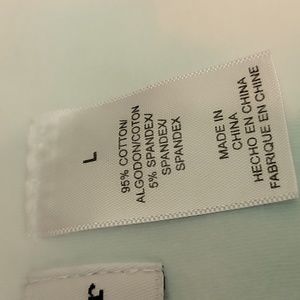 L
95% COTTON/
ALGODON/COTON
5% SPANDEX/
SPANDEX/
SPANDEX
MADE IN
CHINA
HECHO EN CHINA
FABRIQUE EN CHINE